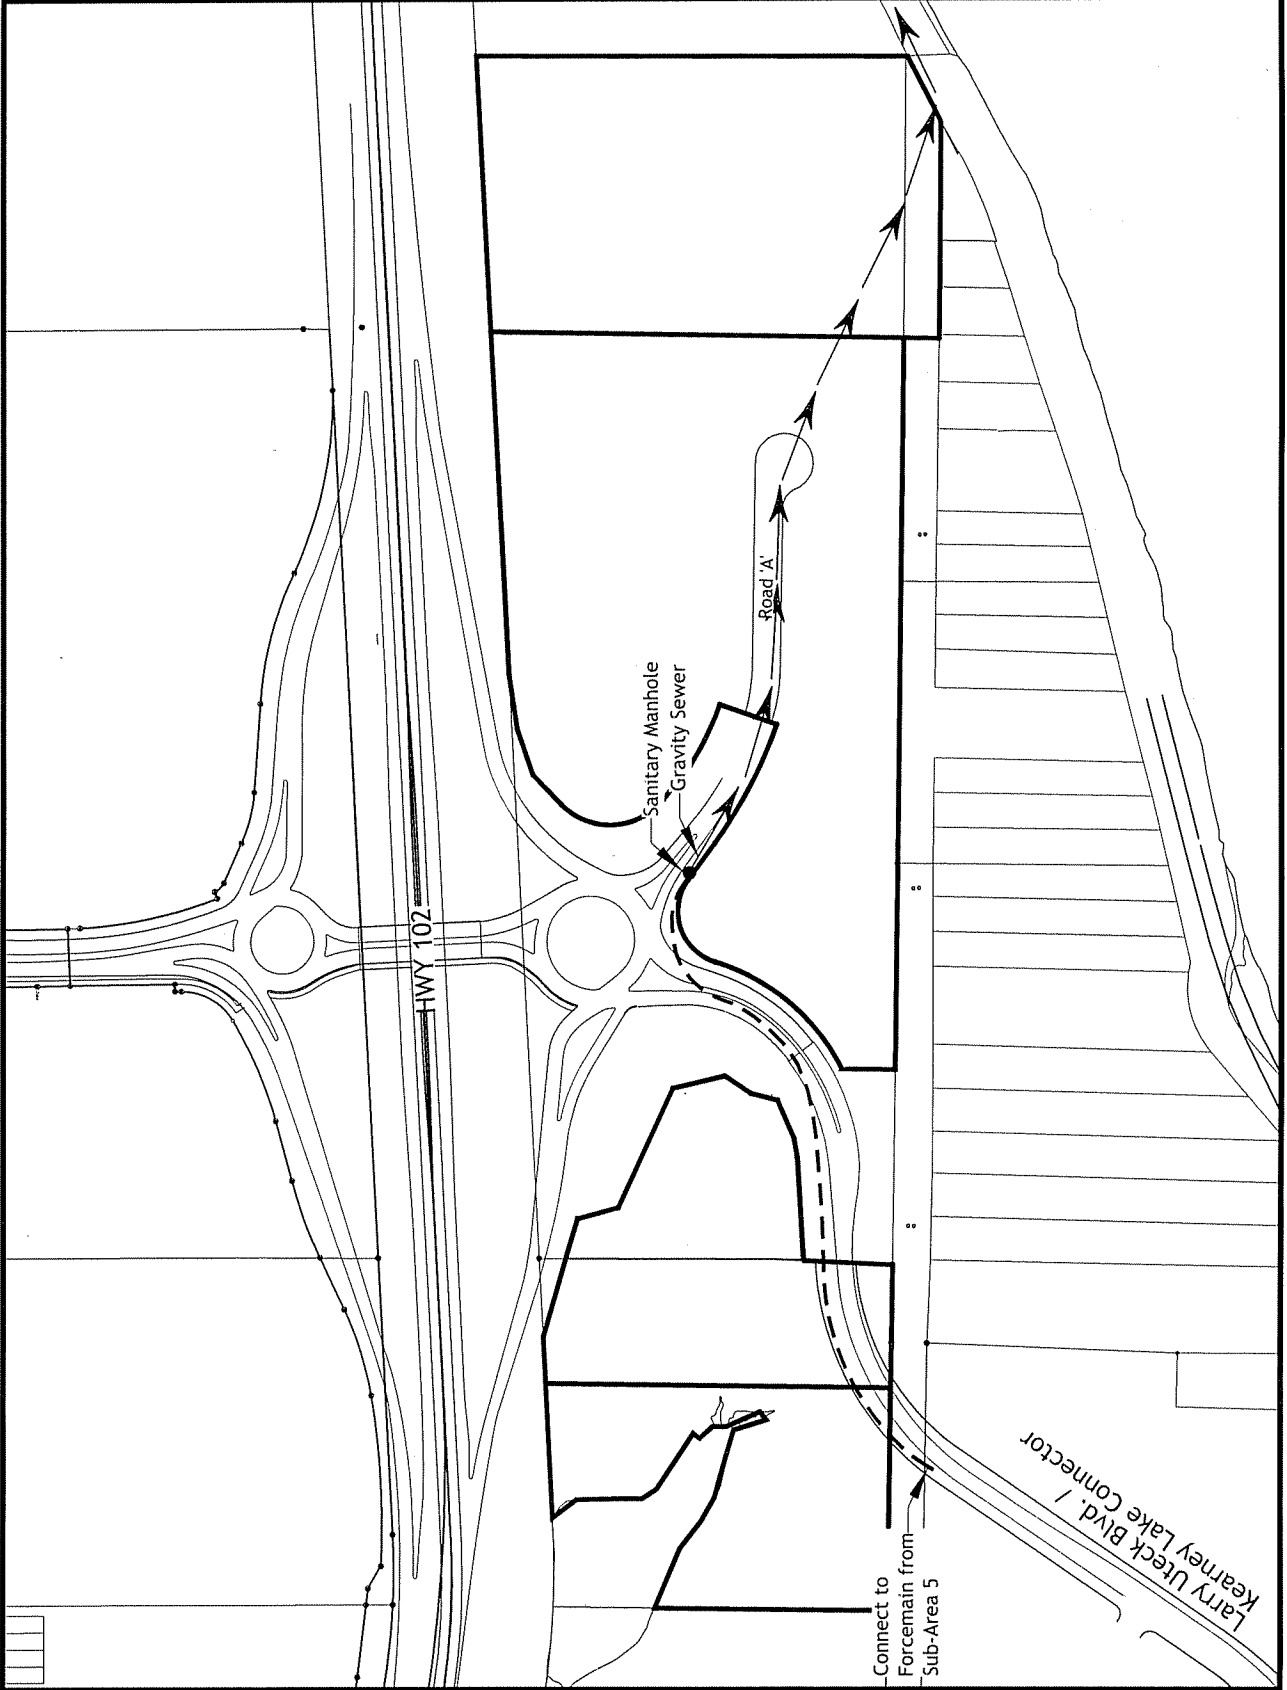 HWY 102
Sanitary Manhole
Gravity Sewer
Road 'A'
Connect to
Forcemain from
Sub-Area 5
Larry Uteck Blvd. /
Kearney Lake Connector